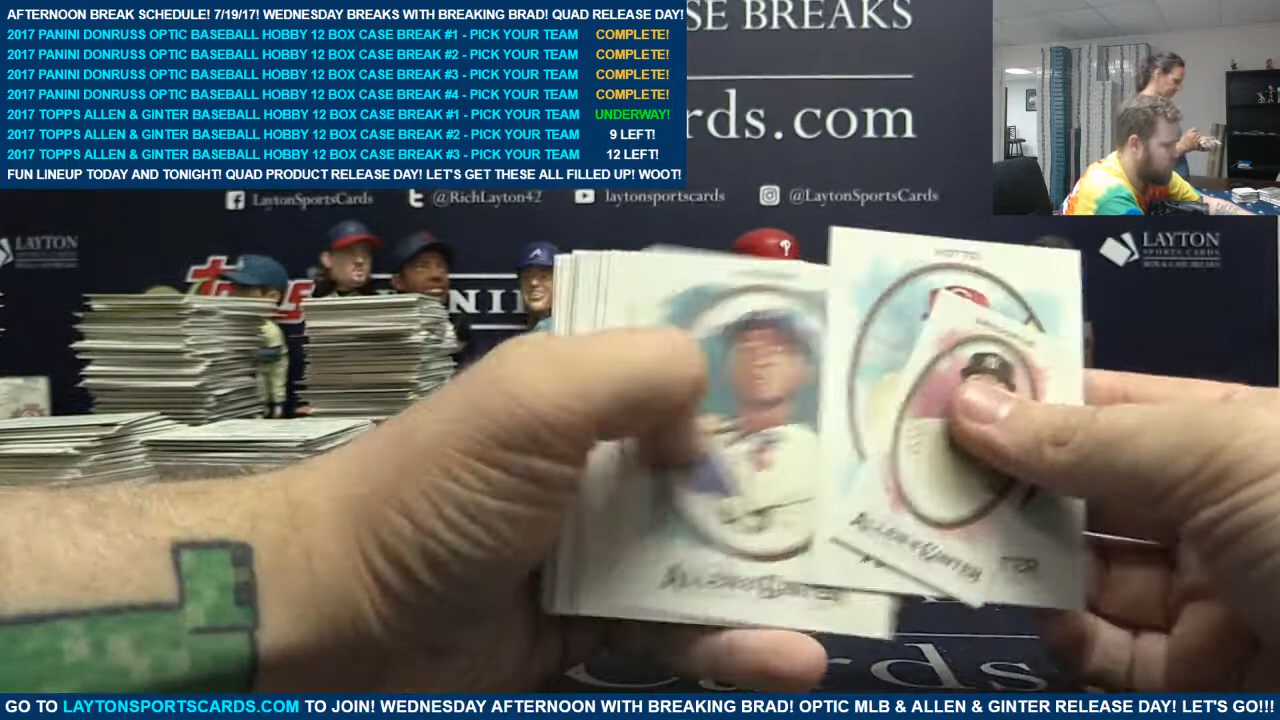 AFTERNOON BREAK SCHEDULE! 7/19/17! WEDNESDAY BREAKS WITH BREAKING BRAD! QUAD RELEASE DAY!
2017 PANINI DONRUSS OPTIC BASEBALL HOBBY 12 BOX CASE BREAK #1 - PICK YOUR TEAM COMPLETE!
2017 PANINI DONRUSS OPTIC BASEBALL HOBBY 12 BOX CASE BREAK #2 - PICK YOUR TEAM COMPLETE!
2017 PANINI DONRUSS OPTIC BASEBALL HOBBY 12 BOX CASE BREAK #3 - PICK YOUR TEAM COMPLETE!
2017 PANINI DONRUSS OPTIC BASEBALL HOBBY 12 BOX CASE BREAK #4 - PICK YOUR TEAM COMPLETE!
2017 TOPPS ALLEN & GINTER BASEBALL HOBBY 12 BOX CASE BREAK #1 - PICK YOUR TEAM UNDERWAY!
2017 TOPPS ALLEN & GINTER BASEBALL HOBBY 12 BOX CASE BREAK #2 - PICK YOUR TEAM 9 LEFT!
2017 TOPPS ALLEN & GINTER BASEBALL HOBBY 12 BOX CASE BREAK #3 - PICK YOUR TEAM 12 LEFT!
FUN LINEUP TODAY AND TONIGHT! QUAD PRODUCT RELEASE DAY! LET'S GET THESE ALL FILLED UP! WOOT!
SE BREAKS
rds.com
LaytonSportsCards @RichLayton42 laytonsportscards @LaytonSportsCards
LAYTON
LAYTON
SPORTS CARDS
Allen & Ginter
Allen & Ginter
Cards
GO TO LAYTONSPORTSCARDS.COM TO JOIN! WEDNESDAY AFTERNOON WITH BREAKING BRAD! OPTIC MLB & ALLEN & GINTER RELEASE DAY! LET'S GO!!!